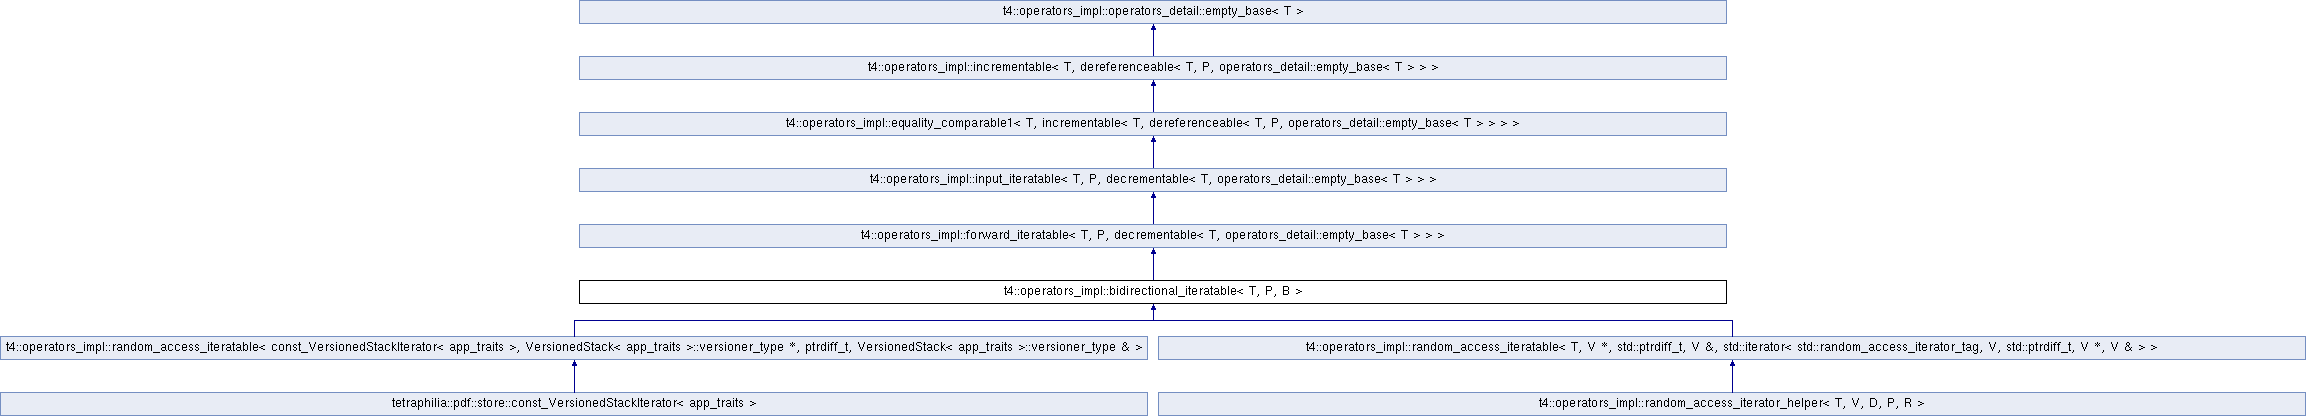 t4::operators_impl::operators_detail::empty_base< T >
t4::operators_impl::incrementable< T, dereferenceable< T, P, operators_detail::empty_base< T > > >
t4::operators_impl::equality_comparable1< T, incrementable< T, dereferenceable< T, P, operators_detail::empty_base< T > > > >
t4::operators_impl::input_iteratable< T, P, decrementable< T, operators_detail::empty_base< T > > >
t4::operators_impl::forward_iteratable< T, P, decrementable< T, operators_detail::empty_base< T > > >
t4::operators_impl::bidirectional_iteratable< T, P, B >
t4::operators_impl::random_access_iteratable< const_VersionedStackIterator< app_traits >, VersionedStack< app_traits >::versioner_type *, ptrdiff_t, VersionedStack< app_traits >::versioner_type & >
t4::operators_impl::random_access_iteratable< T, V *, std::ptrdiff_t, V &, std::iterator< std::random_access_iterator_tag, V, std::ptrdiff_t, V *, V & > >
tetraphilia::pdf::store::const_VersionedStackIterator< app_traits >
t4::operators_impl::random_access_iterator_helper< T, V, D, P, R >